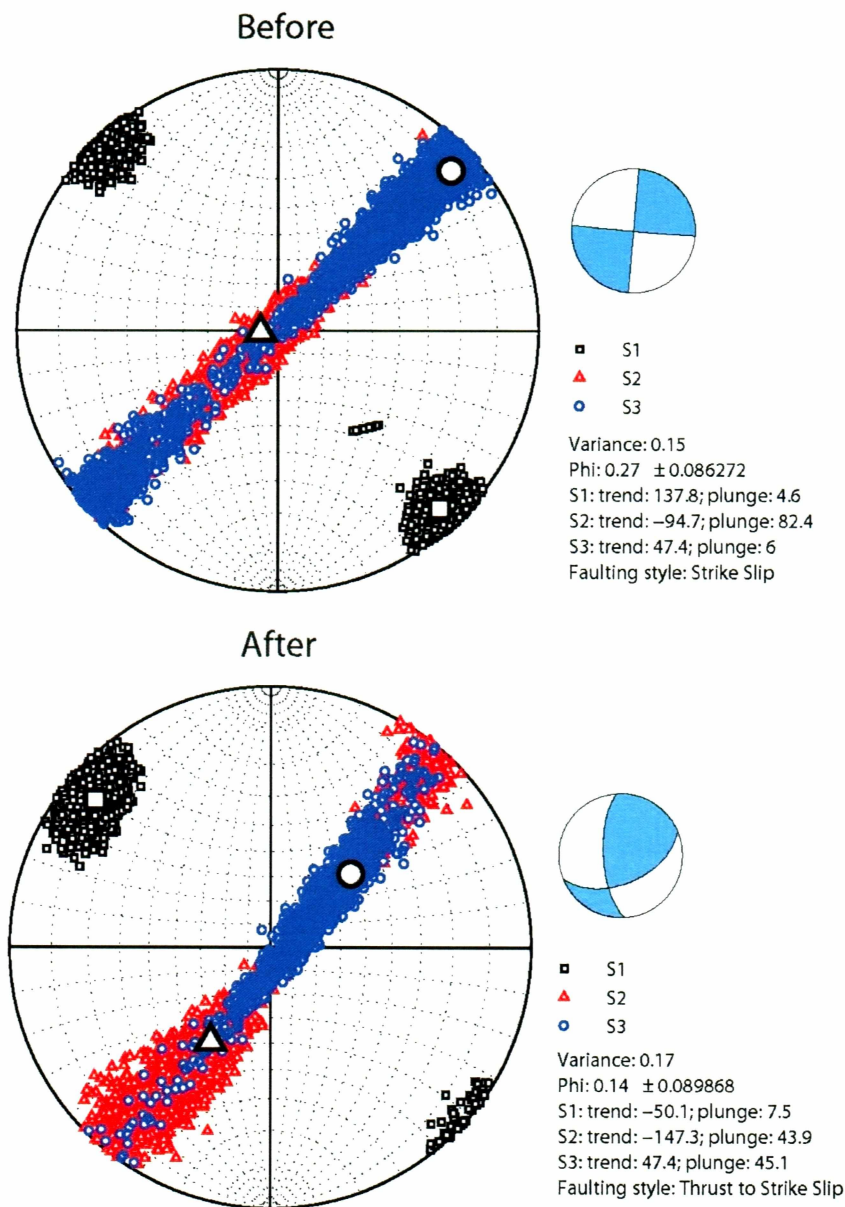 Before
S1
S2
S3
Variance: 0.15
Phi: 0.27 ±0.086272
S1: trend: 137.8; plunge: 4.6
S2: trend: −94.7; plunge: 82.4
S3: trend: 47.4; plunge: 6
Faulting style: Strike Slip
After
S1
S2
S3
Variance: 0.17
Phi: 0.14 ±0.089868
S1: trend: −50.1; plunge: 7.5
S2: trend: −147.3; plunge: 43.9
S3: trend: 47.4; plunge: 45.1
Faulting style: Thrust to Strike Slip